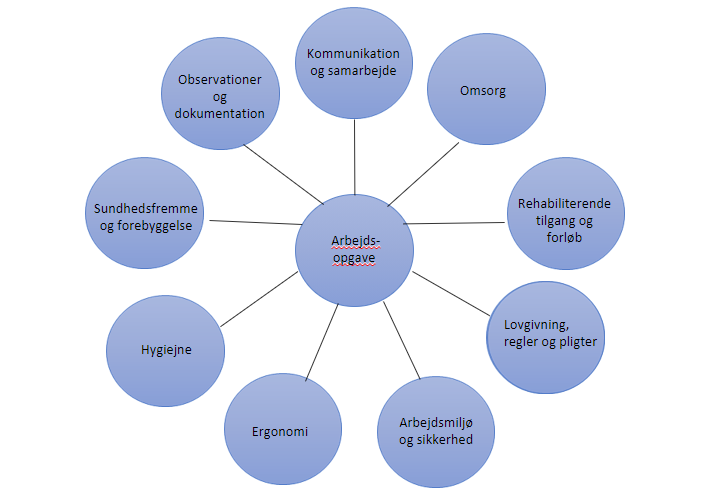 Kommunikation
og samarbejde
Observationer
og
dokumentation
Omsorg
Sundhedsfremme
og forebyggelse
Rehabiliterende
tilgang og
forløb
Arbejds-
opgave
Hygiejne
Lovgivning,
regler og pligter
Ergonomi
Arbejdsmiljø
og sikkerhed